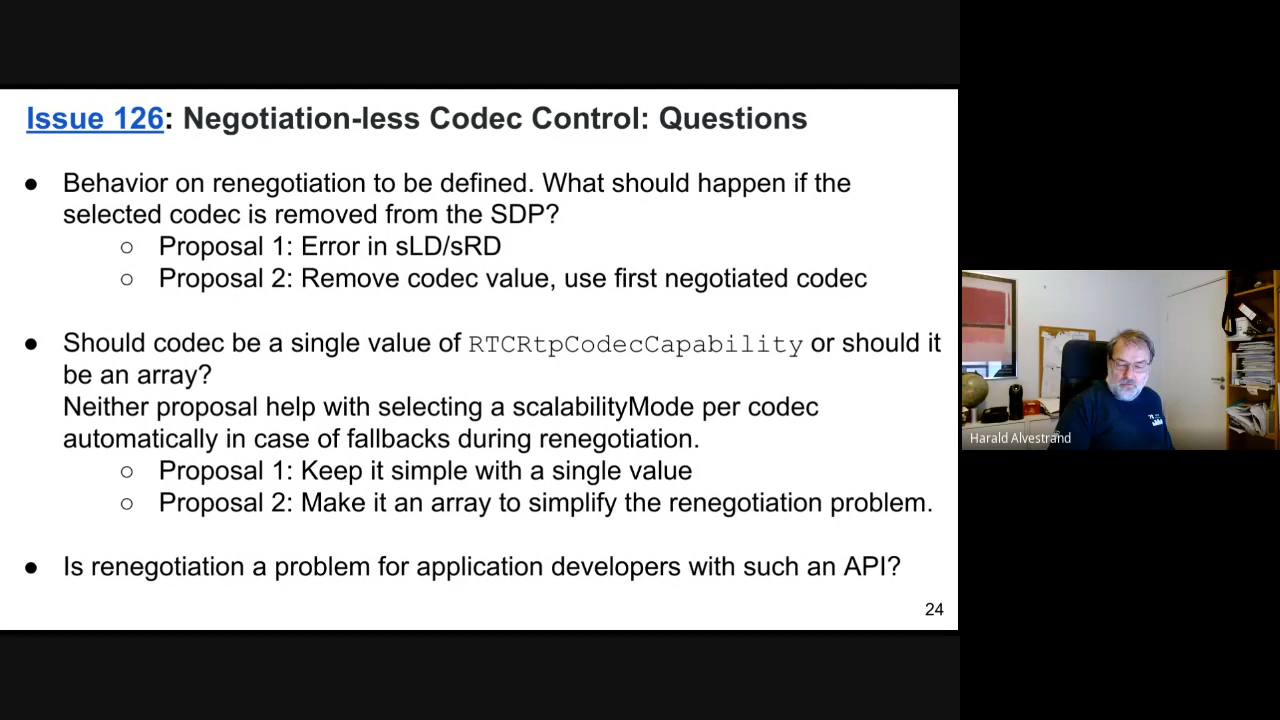 Issue 126: Negotiation-less Codec Control: Questions
● Behavior on renegotiation to be defined. What should happen if the
selected codec is removed from the SDP?
○ Proposal 1: Error in sLD/sRD
○ Proposal 2: Remove codec value, use first negotiated codec
● Should codec be a single value of RTCRtpCodecCapability or should it
be an array?
Neither proposal help with selecting a scalabilityMode per codec
automatically in case of fallbacks during renegotiation.
○ Proposal 1: Keep it simple with a single value
○ Proposal 2: Make it an array to simplify the renegotiation problem.
● Is renegotiation a problem for application developers with such an API?
24
Harald Alvestrand